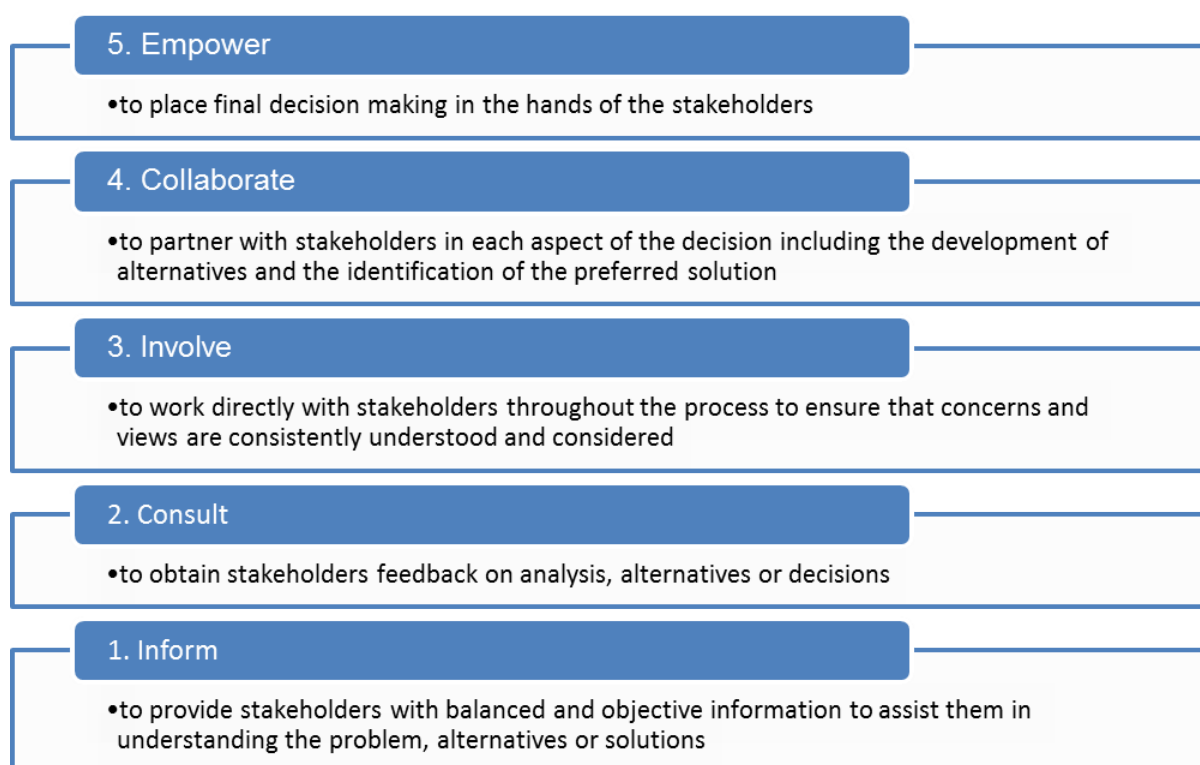 5. Empower
•to place final decision making in the hands of the stakeholders
4. Collaborate
•to partner with stakeholders in each aspect of the decision including the development of
alternatives and the identification of the preferred solution
3. Involve
•to work directly with stakeholders throughout the process to ensure that concerns and
views are consistently understood and considered
2. Consult
•to obtain stakeholders feedback on analysis, alternatives or decisions
1. Inform
•to provide stakeholders with balanced and objective information to assist them in
understanding the problem, alternatives or solutions